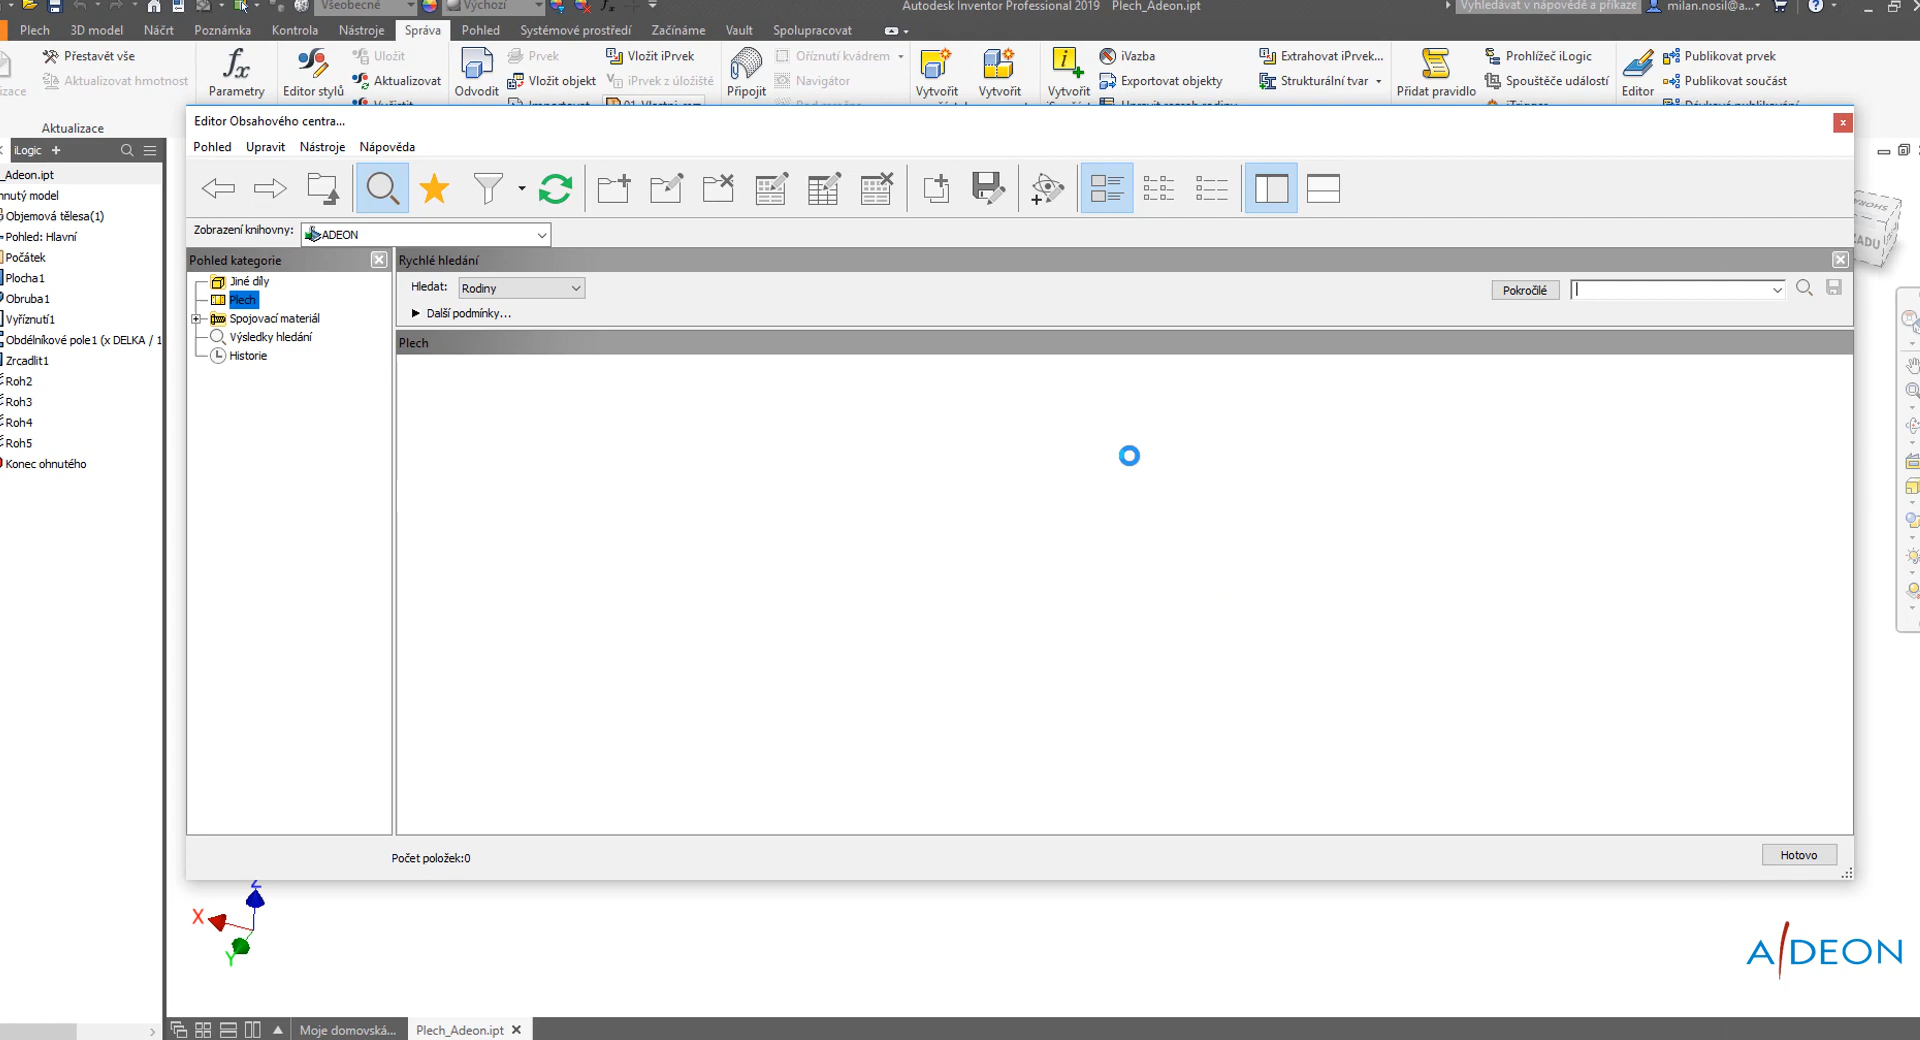 Všeobecné
Výchozí
Autodesk Inventor Professional 2019 Plech_Adeon.ipt
Vyhledávat v nápovědě a příkaze
milan.nosil@a...
Plech 3D model Náčrt Poznámka Kontrola Nástroje Správa Pohled Systémové prostředí Začínáme Vault Spolupracovat
Přestavět vše
Aktualizovat hmotnost
Aktualizace
fx
Parametry
Editor stylů
Uložit
Aktualizovat
Odvodit
Prvek
Vložit objekt
Vložit iPrvek
iPrvek z úložiště
Připojit
Oříznutí kvádrem
Navigátor
Vytvořit
Vytvořit
Vytvořit
iVazba
Exportovat objekty
Extrahovat iPrvek...
Strukturální tvar
Přidat pravidlo
Prohlížeč iLogic
Spouštěče událostí
Editor
Publikovat prvek
Publikovat součást
iLogic +
_Adeon.ipt
hnutý model
Objemová tělesa(1)
Pohled: Hlavní
Počátek
Plocha1
Obruba1
Vyříznutí1
Obdélníkové pole1 (x DELKA / 1
Zrcadlit1
Roh2
Roh3
Roh4
Roh5
Konec ohnutého
Editor Obsahového centra...
x
Pohled Upravit Nástroje Nápověda
Zobrazení knihovny: ADEON
Pohled kategorie
Jiné díly
Plech
Spojovací materiál
Výsledky hledání
Historie
Rychlé hledání
Hledat: Rodiny
Pokročilé
Další podmínky...
Plech
Počet položek:0
Hotovo
Z
X
Y
A/DEON
Moje domovská... Plech_Adeon.ipt